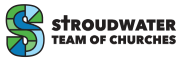 STROUDWATER
TEAM OF CHURCHES